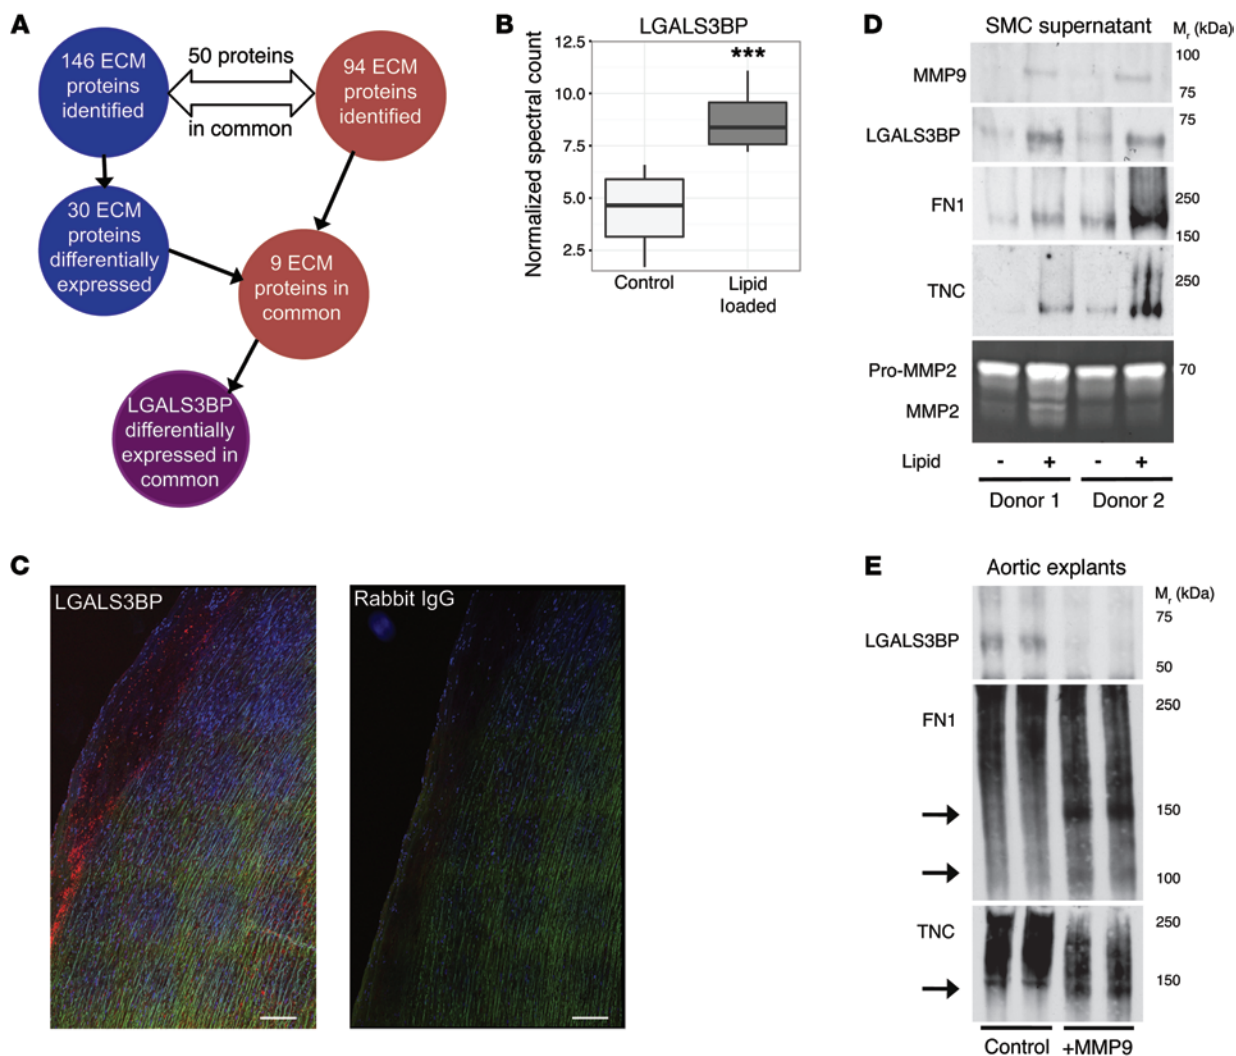 A
146 ECM
proteins
identified
50 proteins
in common
94 ECM
proteins
identified
30 ECM
proteins
differentially
expressed
9 ECM
proteins in
common
LGALS3BP
differentially
expressed in
common
B
LGALS3BP
Normalized spectral count
12.5
10.0
7.5
5.0
2.5
***
Control
Lipid
loaded
C
LGALS3BP
Rabbit IgG
D
SMC supernatant
Mr (kDa)
MMP9
100
75
LGALS3BP
75
FN1
250
150
TNC
250
Pro-MMP2
70
MMP2
Lipid - + - +
Donor 1 Donor 2
E
Aortic explants
Mr (kDa)
LGALS3BP
75
50
FN1
250
150
100
TNC
250
150
Control +MMP9